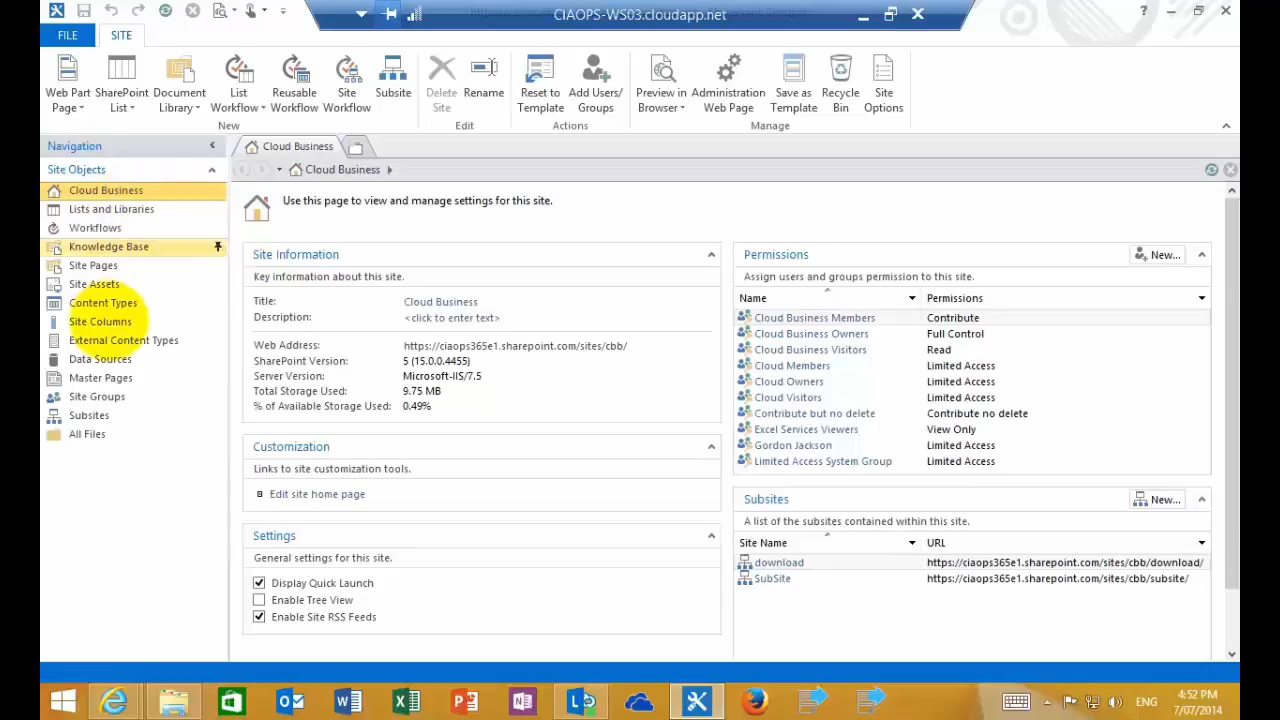 CIAOPS-WS03.cloudapp.net
FILE
SITE
Web Part Page
SharePoint List
Document Library
List Workflow
Reusable Workflow
Site Workflow
Subsite
Delete Site
Rename
Reset to Template
Add Users/ Groups
Preview in Browser
Administration Web Page
Save as Template
Recycle Bin
Site Options
New
Edit
Actions
Manage
Navigation
Site Objects
Cloud Business
Lists and Libraries
Workflows
Knowledge Base
Site Pages
Site Assets
Content Types
Site Columns
External Content Types
Data Sources
Master Pages
Site Groups
Subsites
All Files
Cloud Business
Cloud Business
Use this page to view and manage settings for this site.
Site Information
Key information about this site.
Title: Cloud Business
Description: <click to enter text>
Web Address: https://ciaops365e1.sharepoint.com/sites/cbb/
SharePoint Version: 5 (15.0.0.4455)
Server Version: Microsoft-IIS/7.5
Total Storage Used: 9.75 MB
% of Available Storage Used: 0.49%
Customization
Links to site customization tools.
Edit site home page
Settings
General settings for this site.
Display Quick Launch
Enable Tree View
Enable Site RSS Feeds
Permissions
New...
Assign users and groups permission to this site.
Name Permissions
Cloud Business Members Contribute
Cloud Business Owners Full Control
Cloud Business Visitors Read
Cloud Members Limited Access
Cloud Owners Limited Access
Cloud Visitors Limited Access
Contribute but no delete Contribute no delete
Excel Services Viewers View Only
Gordon Jackson Limited Access
Limited Access System Group Limited Access
Subsites
New...
A list of the subsites contained within this site.
Site Name URL
download https://ciaops365e1.sharepoint.com/sites/cbb/download/
SubSite https://ciaops365e1.sharepoint.com/sites/cbb/subsite/
ENG
4:52 PM
7/07/2014